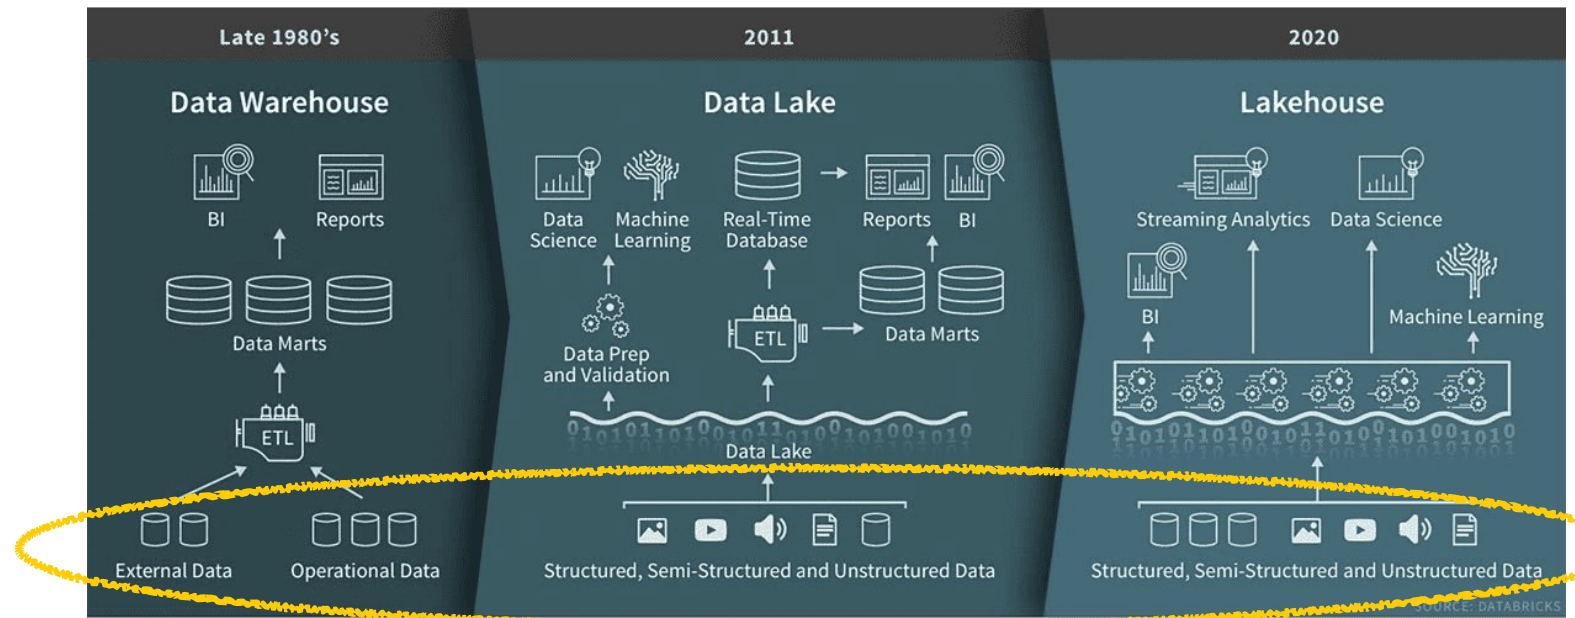 Late 1980's
Data Warehouse
BI
Reports
Data Marts
ETL
External Data
Operational Data
2011
Data Lake
Data
Science
Machine
Learning
Real-Time
Database
Reports
BI
Data Prep
and Validation
ETL
Data Marts
Data Lake
Structured, Semi-Structured and Unstructured Data
2020
Lakehouse
Streaming Analytics
Data Science
BI
Machine Learning
Structured, Semi-Structured and Unstructured Data
SOURCE: DATABRICKS